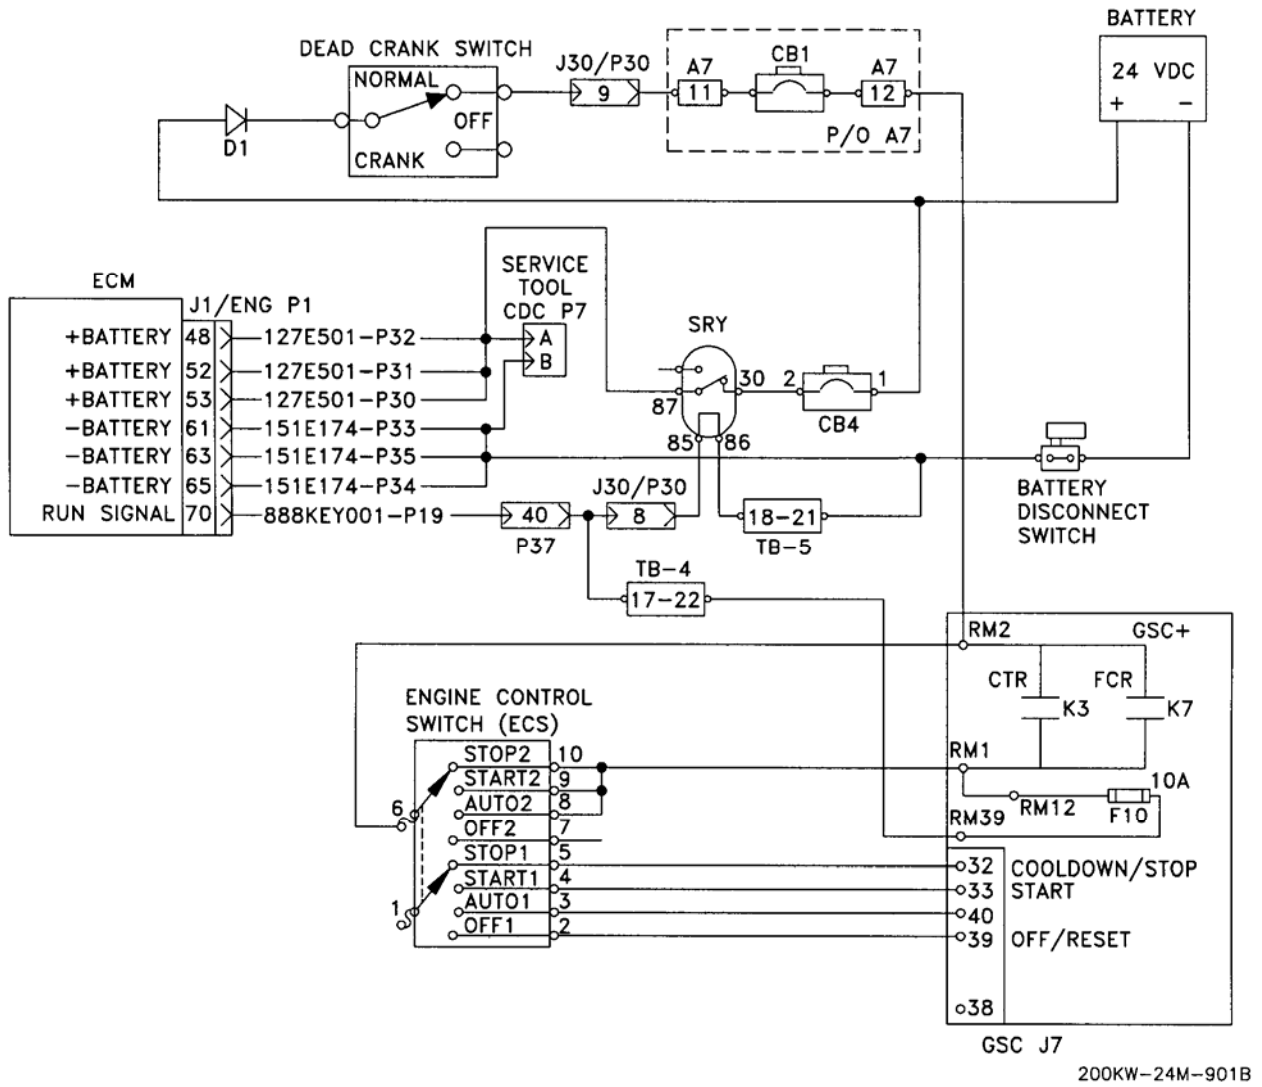 BATTERY
24 VDC
+ −
DEAD CRANK SWITCH
NORMAL
OFF
CRANK
D1
J30/P30
9
A7
11
CB1
A7
12
P/O A7
ECM
J1/ENG P1
+BATTERY 48 127E501-P32
+BATTERY 52 127E501-P31
+BATTERY 53 127E501-P30
-BATTERY 61 151E174-P33
-BATTERY 63 151E174-P35
-BATTERY 65 151E174-P34
RUN SIGNAL 70 888KEY001-P19
SERVICE
TOOL
CDC P7
A
B
SRY
87
30
85
86
2
1
CB4
BATTERY
DISCONNECT
SWITCH
40
P37
J30/P30
8
18-21
TB-5
TB-4
17-22
RM2
GSC+
CTR
K3
FCR
K7
RM1
RM12
10A
F10
RM39
ENGINE CONTROL
SWITCH (ECS)
STOP2 10
START2 9
AUTO2 8
OFF2 7
6
STOP1 5
START1 4
AUTO1 3
OFF1 2
1
32 COOLDOWN/STOP
33 START
40
39 OFF/RESET
38
GSC J7
200KW-24M-901B